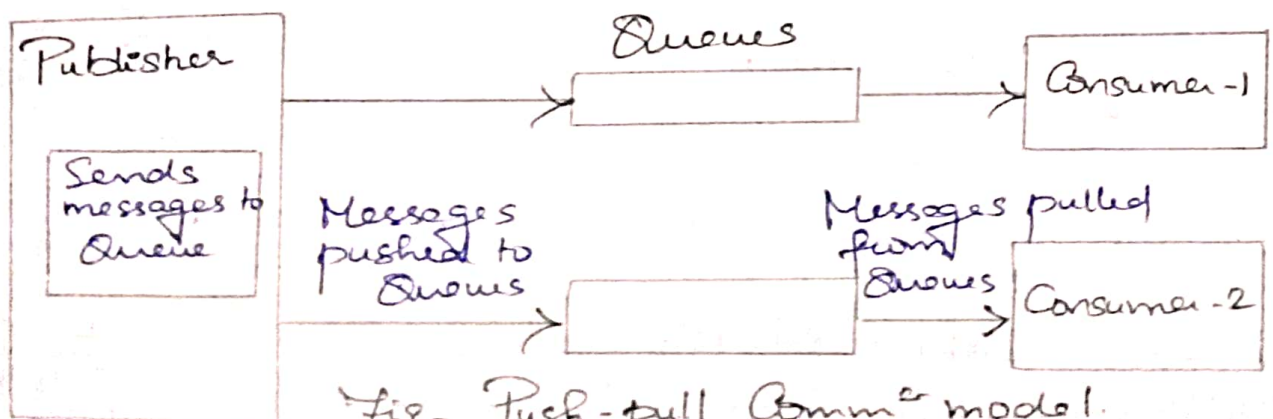 Publisher
Queues
Consumer-1
Sends
messages to
Queue
Messages
pushed to
Queues
Messages pulled
from
Queues
Consumer-2
Fig- Push-pull Commⁿ model.